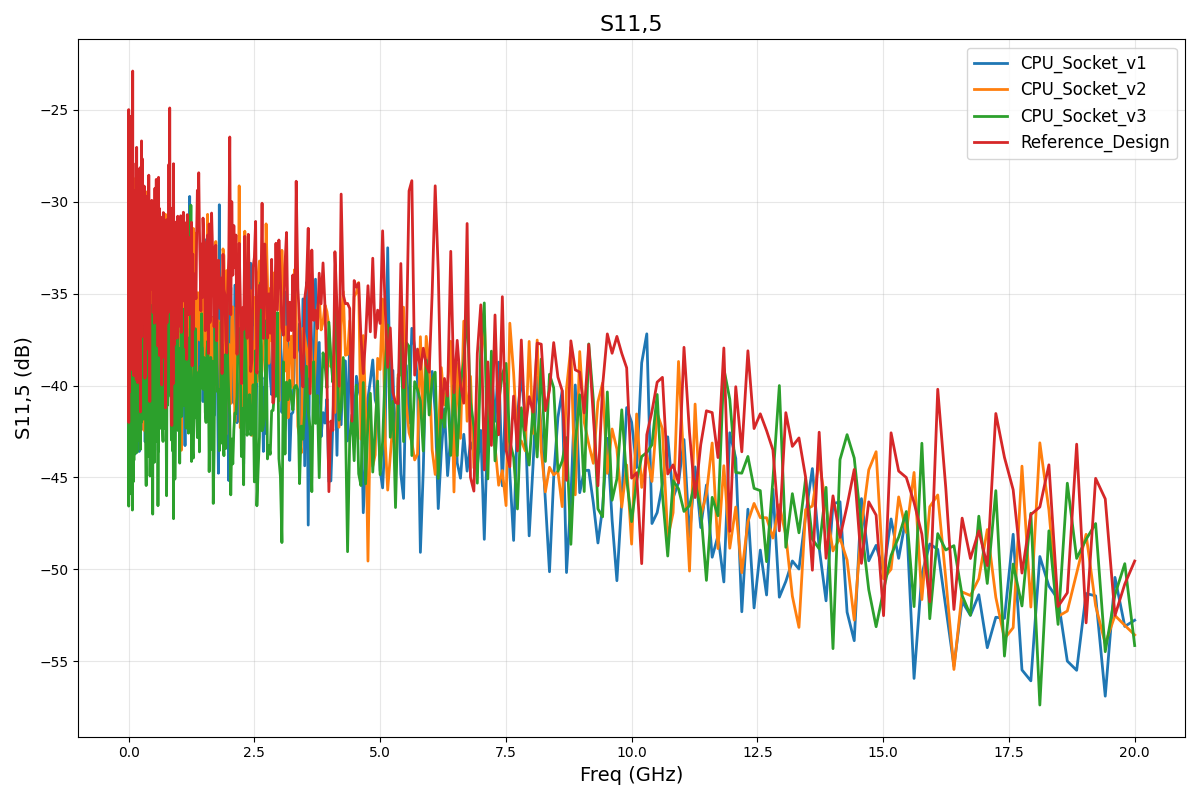 S11,5
CPU_Socket_v1
CPU_Socket_v2
CPU_Socket_v3
Reference_Design
S11,5 (dB)
−25
−30
−35
−40
−45
−50
−55
0.0 2.5 5.0 7.5 10.0 12.5 15.0 17.5 20.0
Freq (GHz)